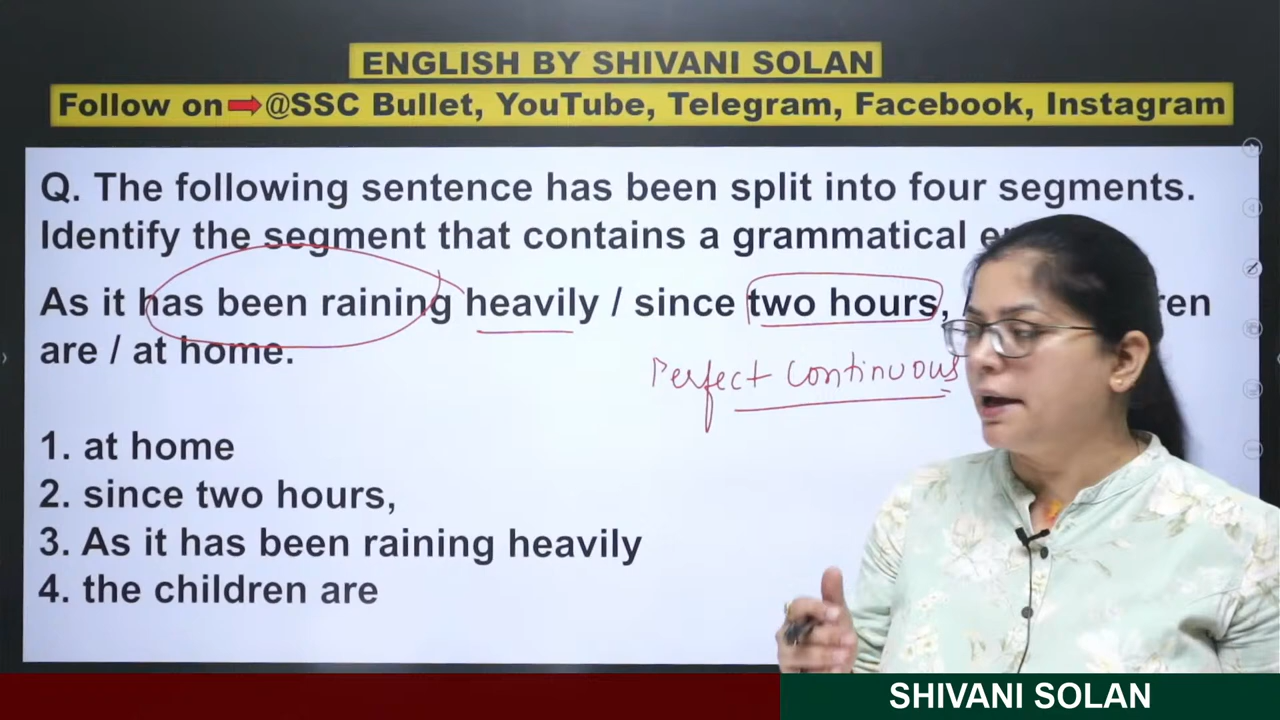 ENGLISH BY SHIVANI SOLAN
Follow on➡@SSC Bullet, YouTube, Telegram, Facebook, Instagram
Q. The following sentence has been split into four segments.
Identify the segment that contains a grammatical
As it has been raining heavily / since two hours,
are / at home.
Perfect Continuous
1. at home
2. since two hours,
3. As it has been raining heavily
4. the children are
SHIVANI SOLAN